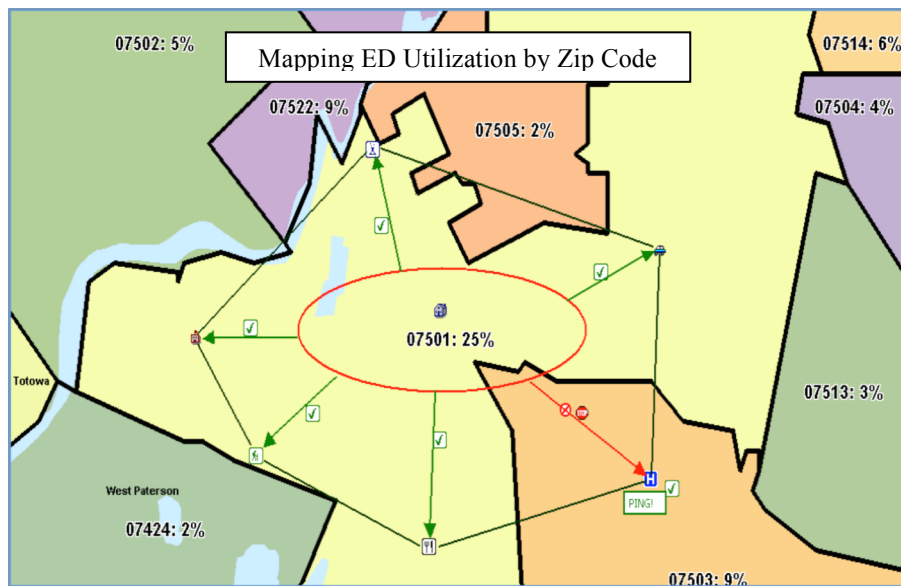 07502: 5%
Mapping ED Utilization by Zip Code
07514: 6%
07522: 9%
07504: 4%
07505: 2%
07501: 25%
Totowa
07513: 3%
West Paterson
H
PING!
07424: 2%
07503: 9%